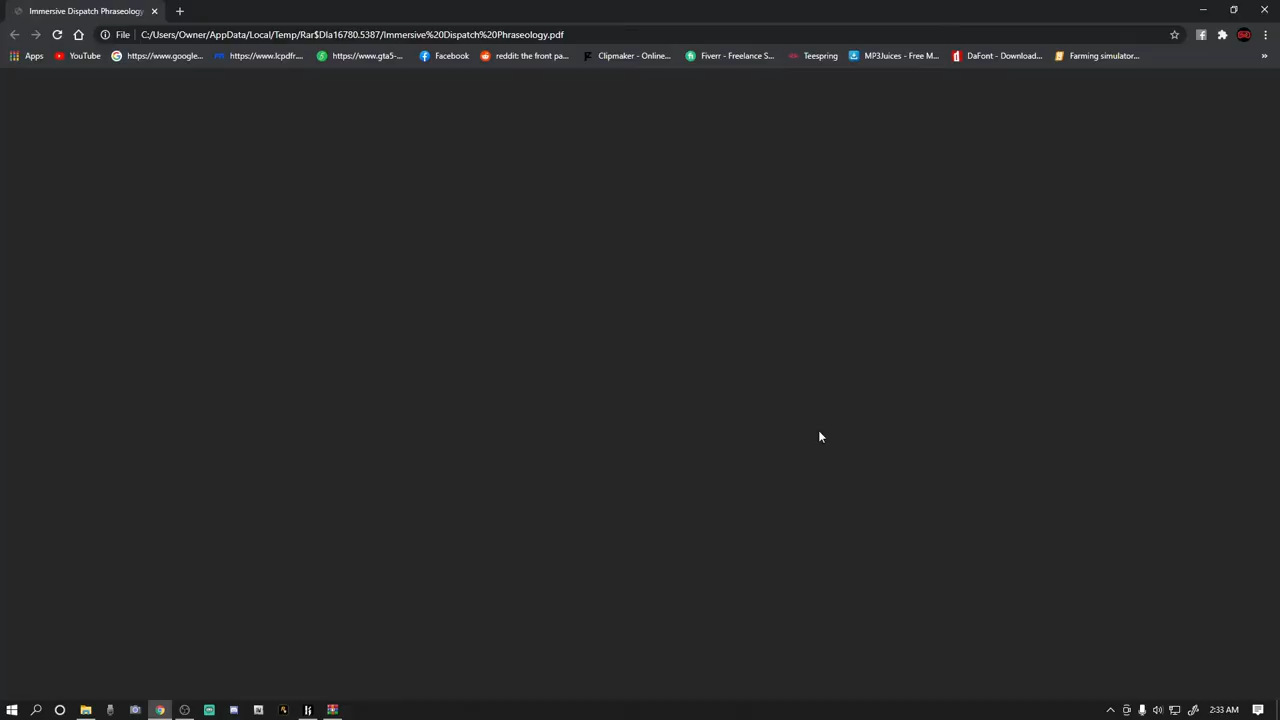 Immersive Dispatch Phraseology
File C:/Users/Owner/AppData/Local/Temp/Rar$DIa16780.5387/Immersive%20Dispatch%20Phraseology.pdf
Apps YouTube https://www.google... https://www.lcpdfr.... https://www.gta5-... Facebook reddit: the front pa... Clipmaker - Online... Fiverr - Freelance S... Teespring MP3Juices - Free M... DaFont - Download... Farming simulator... »
2:33 AM